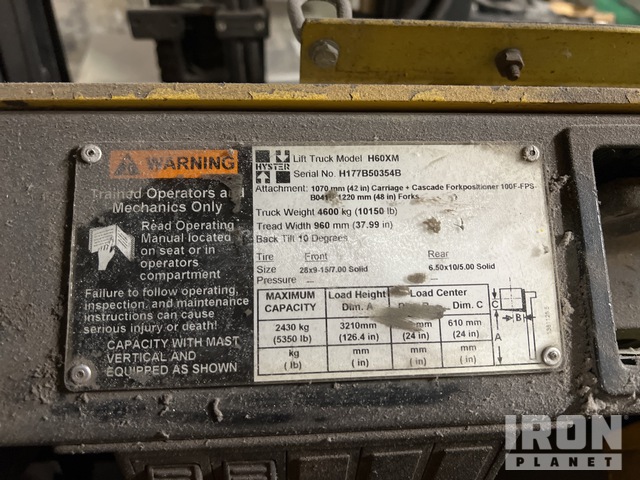 WARNING
Trained Operators and
Mechanics Only
Read Operating
Manual located
on seat or in
operators
compartment
Failure to follow operating,
inspection, and maintenance
instructions can cause
serious injury or death!
CAPACITY WITH MAST
VERTICAL AND
EQUIPPED AS SHOWN
HYSTER
Lift Truck Model H60XM
Serial No. H177B50354B
Attachment: 1070 mm (42 in) Carriage + Cascade Forkpositioner 100F-FPS-
1220 mm (48 in) Forks
Truck Weight 4600 kg (10150 lb)
Tread Width 960 mm (37.99 in)
Back Tilt 10 Degrees
Tire Front Rear
Size 28x9-15/7.00 Solid 6.50x10/5.00 Solid
Pressure — —
MAXIMUM CAPACITY Load Height Dim. A Load Center Dim. C
2430 kg 3210mm mm 610 mm
(5350 lb) (126.4 in) (24 in) (24 in)
kg mm mm mm
( lb) ( in) ( in) ( in)
C
B
A
IRON
PLANET